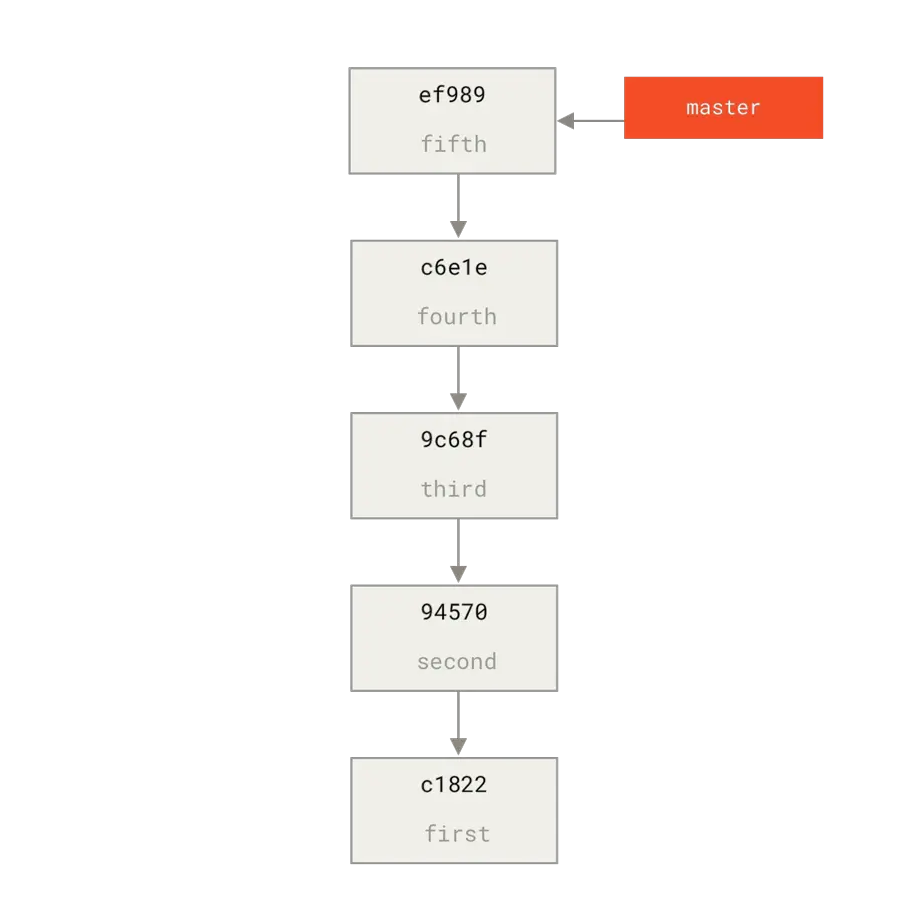 ef989
fifth
master
c6e1e
fourth
9c68f
third
94570
second
c1822
first